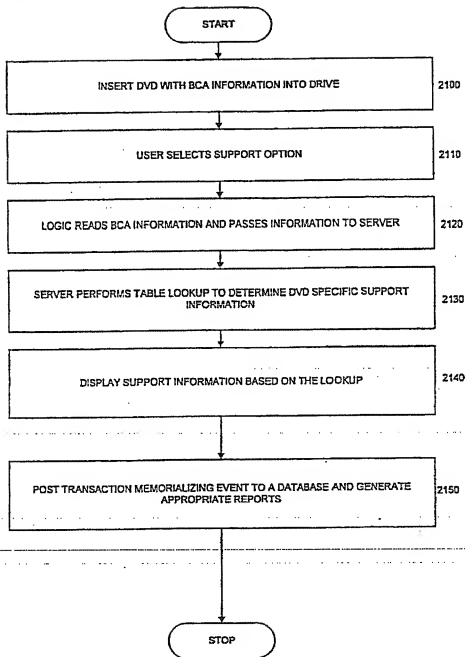 START
INSERT DVD WITH BCA INFORMATION INTO DRIVE
2100
USER SELECTS SUPPORT OPTION
2110
LOGIC READS BCA INFORMATION AND PASSES INFORMATION TO SERVER
2120
SERVER PERFORMS TABLE LOOKUP TO DETERMINE DVD SPECIFIC SUPPORT
INFORMATION
2130
DISPLAY SUPPORT INFORMATION BASED ON THE LOOKUP
2140
POST TRANSACTION MEMORIALIZING EVENT TO A DATABASE AND GENERATE
APPROPRIATE REPORTS
2150
STOP